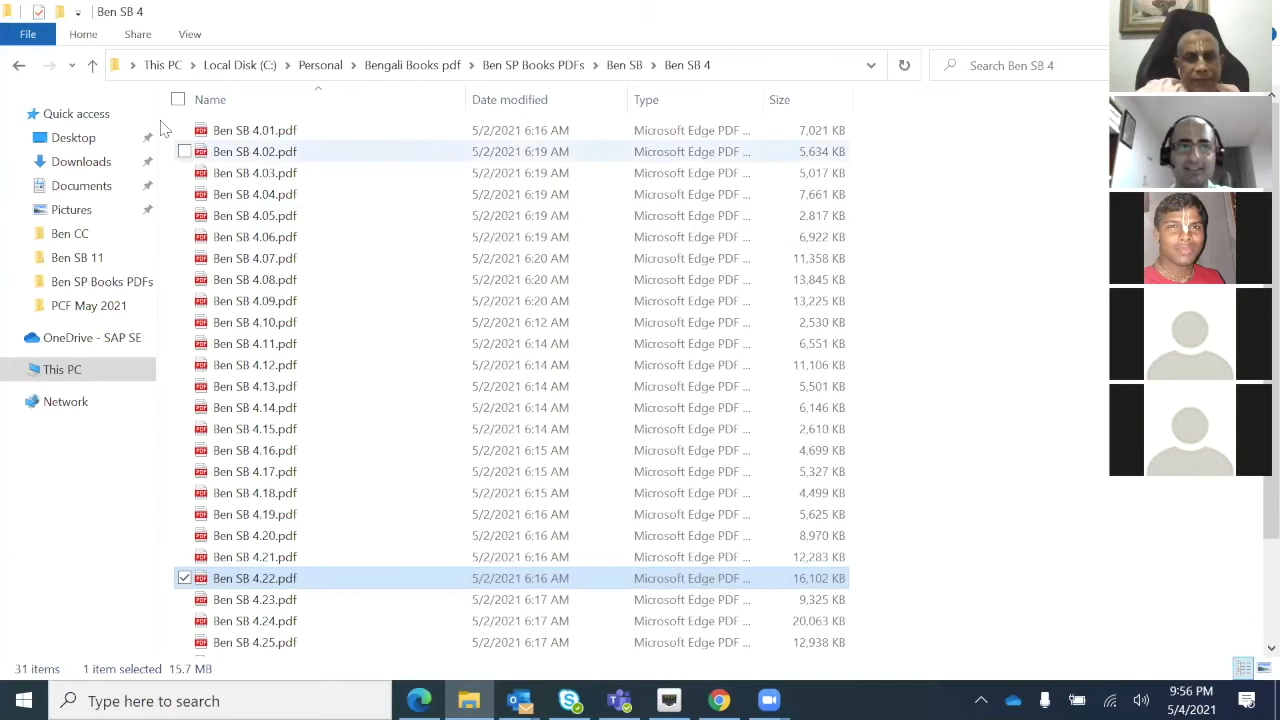 Ben SB 4
File Home Share View
This PC Local Disk (C:) Personal Bengali Books pdf Ben SP Books PDFs Ben SB Ben SB 4 Search Ben SB 4
Name Date modified Type Size
Quick access
Desktop
Downloads
Documents
Pictures
Ben CC
Ben SB 11
Ben SP Books PDFs
PCF May 2021
OneDrive - SAP SE
This PC
Network
Ben SB 4.01.pdf 5/2/2021 6:18 AM Microsoft Edge PDF ... 7,021 KB
Ben SB 4.02.pdf 5/2/2021 6:19 AM Microsoft Edge PDF ... 5,634 KB
Ben SB 4.03.pdf 5/2/2021 6:19 AM Microsoft Edge PDF ... 5,017 KB
Ben SB 4.04.pdf 5/2/2021 6:19 AM Microsoft Edge PDF ... 7,661 KB
Ben SB 4.05.pdf 5/2/2021 6:19 AM Microsoft Edge PDF ... 2,817 KB
Ben SB 4.06.pdf 5/2/2021 6:19 AM Microsoft Edge PDF ... 6,922 KB
Ben SB 4.07.pdf 5/2/2021 6:20 AM Microsoft Edge PDF ... 11,358 KB
Ben SB 4.08.pdf 5/2/2021 6:20 AM Microsoft Edge PDF ... 13,845 KB
Ben SB 4.09.pdf 5/2/2021 6:20 AM Microsoft Edge PDF ... 13,225 KB
Ben SB 4.10.pdf 5/2/2021 6:12 AM Microsoft Edge PDF ... 2,530 KB
Ben SB 4.11.pdf 5/2/2021 6:14 AM Microsoft Edge PDF ... 6,551 KB
Ben SB 4.12.pdf 5/2/2021 6:14 AM Microsoft Edge PDF ... 11,106 KB
Ben SB 4.13.pdf 5/2/2021 6:14 AM Microsoft Edge PDF ... 5,501 KB
Ben SB 4.14.pdf 5/2/2021 6:14 AM Microsoft Edge PDF ... 6,146 KB
Ben SB 4.15.pdf 5/2/2021 6:14 AM Microsoft Edge PDF ... 2,610 KB
Ben SB 4.16.pdf 5/2/2021 6:15 AM Microsoft Edge PDF ... 4,699 KB
Ben SB 4.17.pdf 5/2/2021 6:15 AM Microsoft Edge PDF ... 5,327 KB
Ben SB 4.18.pdf 5/2/2021 6:15 AM Microsoft Edge PDF ... 4,499 KB
Ben SB 4.19.pdf 5/2/2021 6:15 AM Microsoft Edge PDF ... 5,625 KB
Ben SB 4.20.pdf 5/2/2021 6:16 AM Microsoft Edge PDF ... 8,970 KB
Ben SB 4.21.pdf 5/2/2021 6:16 AM Microsoft Edge PDF ... 12,283 KB
Ben SB 4.22.pdf 5/2/2021 6:16 AM Microsoft Edge PDF ... 16,102 KB
Ben SB 4.23.pdf 5/2/2021 6:17 AM Microsoft Edge PDF ... 9,325 KB
Ben SB 4.24.pdf 5/2/2021 6:17 AM Microsoft Edge PDF ... 20,063 KB
Ben SB 4.25.pdf 5/2/2021 6:17 AM Microsoft Edge PDF ... 12,938 KB
31 items 1 item selected 15.7 MB
Type here to search
9:56 PM
5/4/2021